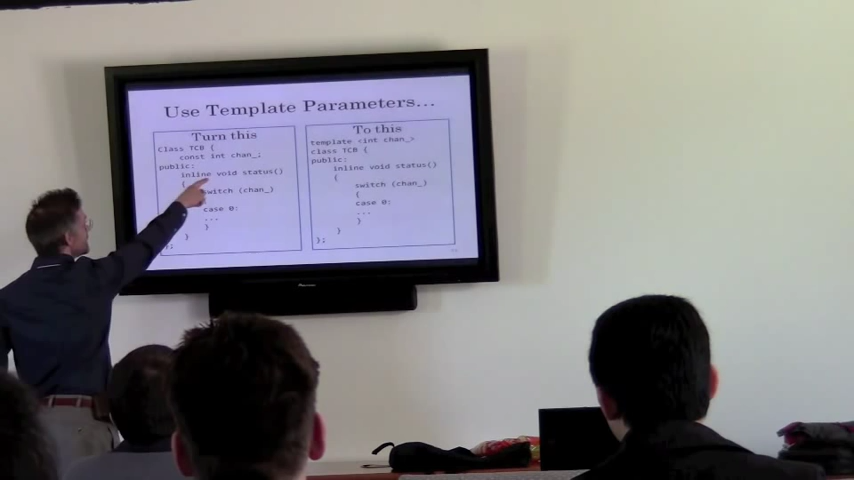 Use Template Parameters...
Turn this
Class TCB {
const int chan_;
public:
inline void status()
{
switch (chan_)
case 0:
...
}
}
};
To this
template <int chan_>
class TCB {
public:
inline void status()
{
switch (chan_)
{
case 0:
...
}
}
};